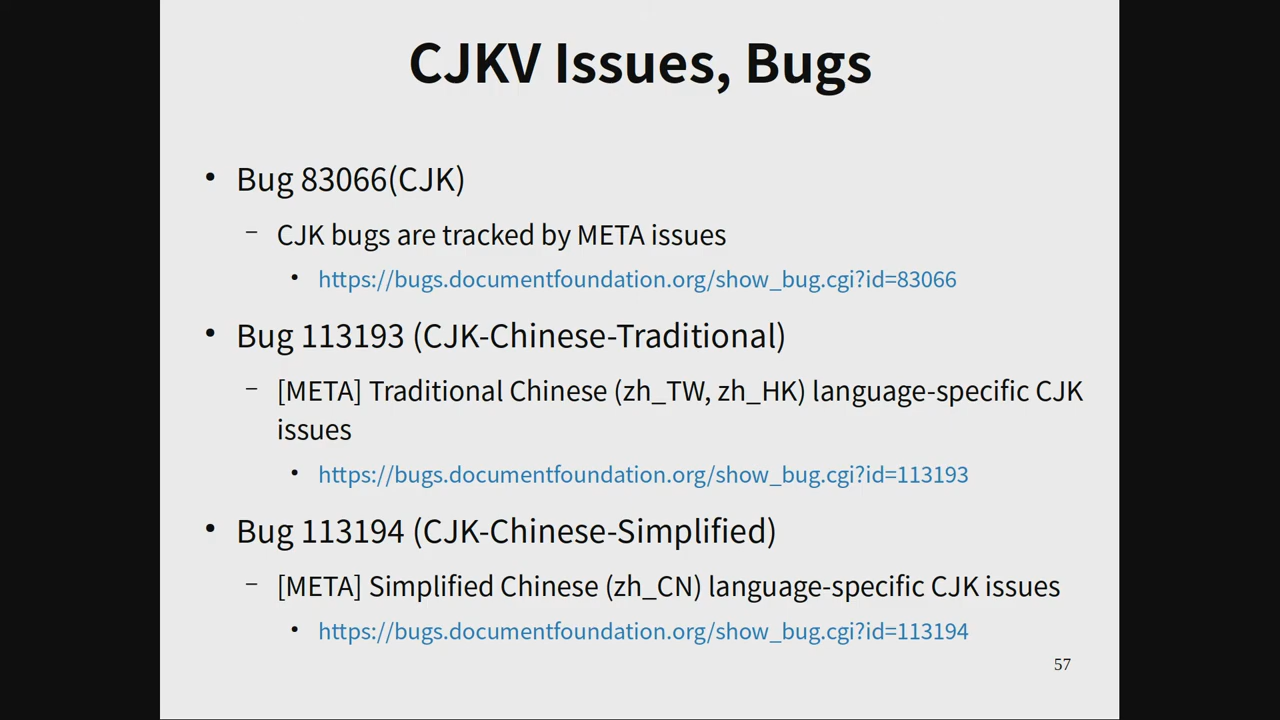 CJKV Issues, Bugs
• Bug 83066(CJK)
– CJK bugs are tracked by META issues
• https://bugs.documentfoundation.org/show_bug.cgi?id=83066
• Bug 113193 (CJK-Chinese-Traditional)
– [META] Traditional Chinese (zh_TW, zh_HK) language-specific CJK
issues
• https://bugs.documentfoundation.org/show_bug.cgi?id=113193
• Bug 113194 (CJK-Chinese-Simplified)
– [META] Simplified Chinese (zh_CN) language-specific CJK issues
• https://bugs.documentfoundation.org/show_bug.cgi?id=113194
57